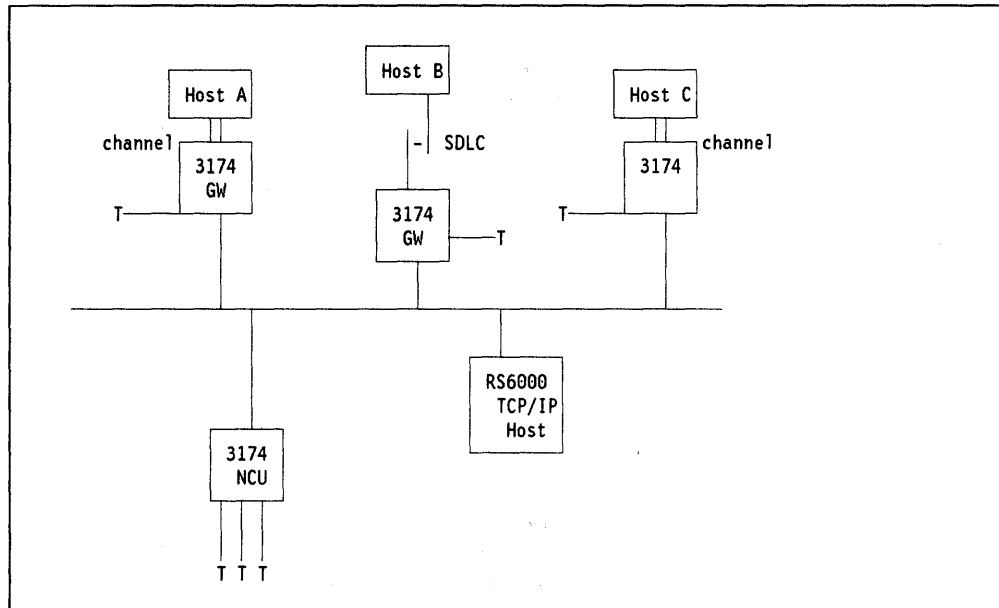 Host A
Host B
Host C
channel
SDLC
channel
3174
GW
3174
GW
3174
T
T
T
RS6000
TCP/IP
Host
3174
NCU
T T T